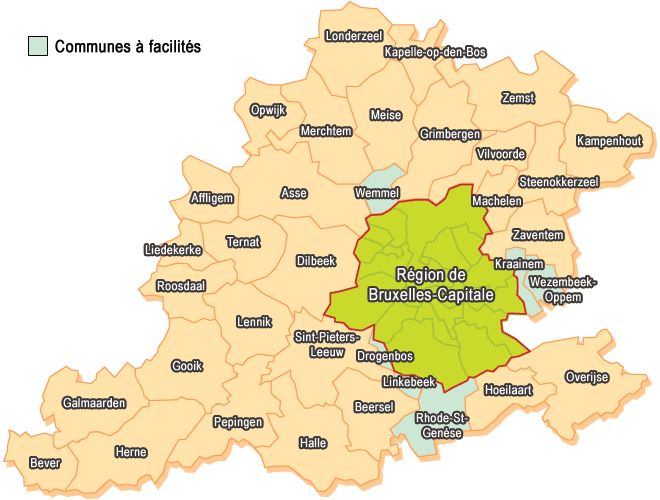 Communes à facilités
Londerzeel
Kapelle-op-den-Bos
Opwijk
Merchtem
Meise
Grimbergen
Zemst
Kampenhout
Vilvoorde
Steenokkerzeel
Affligem
Asse
Wemmel
Machelen
Zaventem
Liedekerke
Ternat
Dilbeek
Kraainem
Région de
Bruxelles-Capitale
Wezembeek-
Oppem
Roosdaal
Lennik
Sint-Pieters-
Leeuw
Drogenbos
Gooik
Linkebeek
Hoeilaart
Overijse
Galmaarden
Pepingen
Beersel
Rhode-St-
Genèse
Halle
Herne
Bever